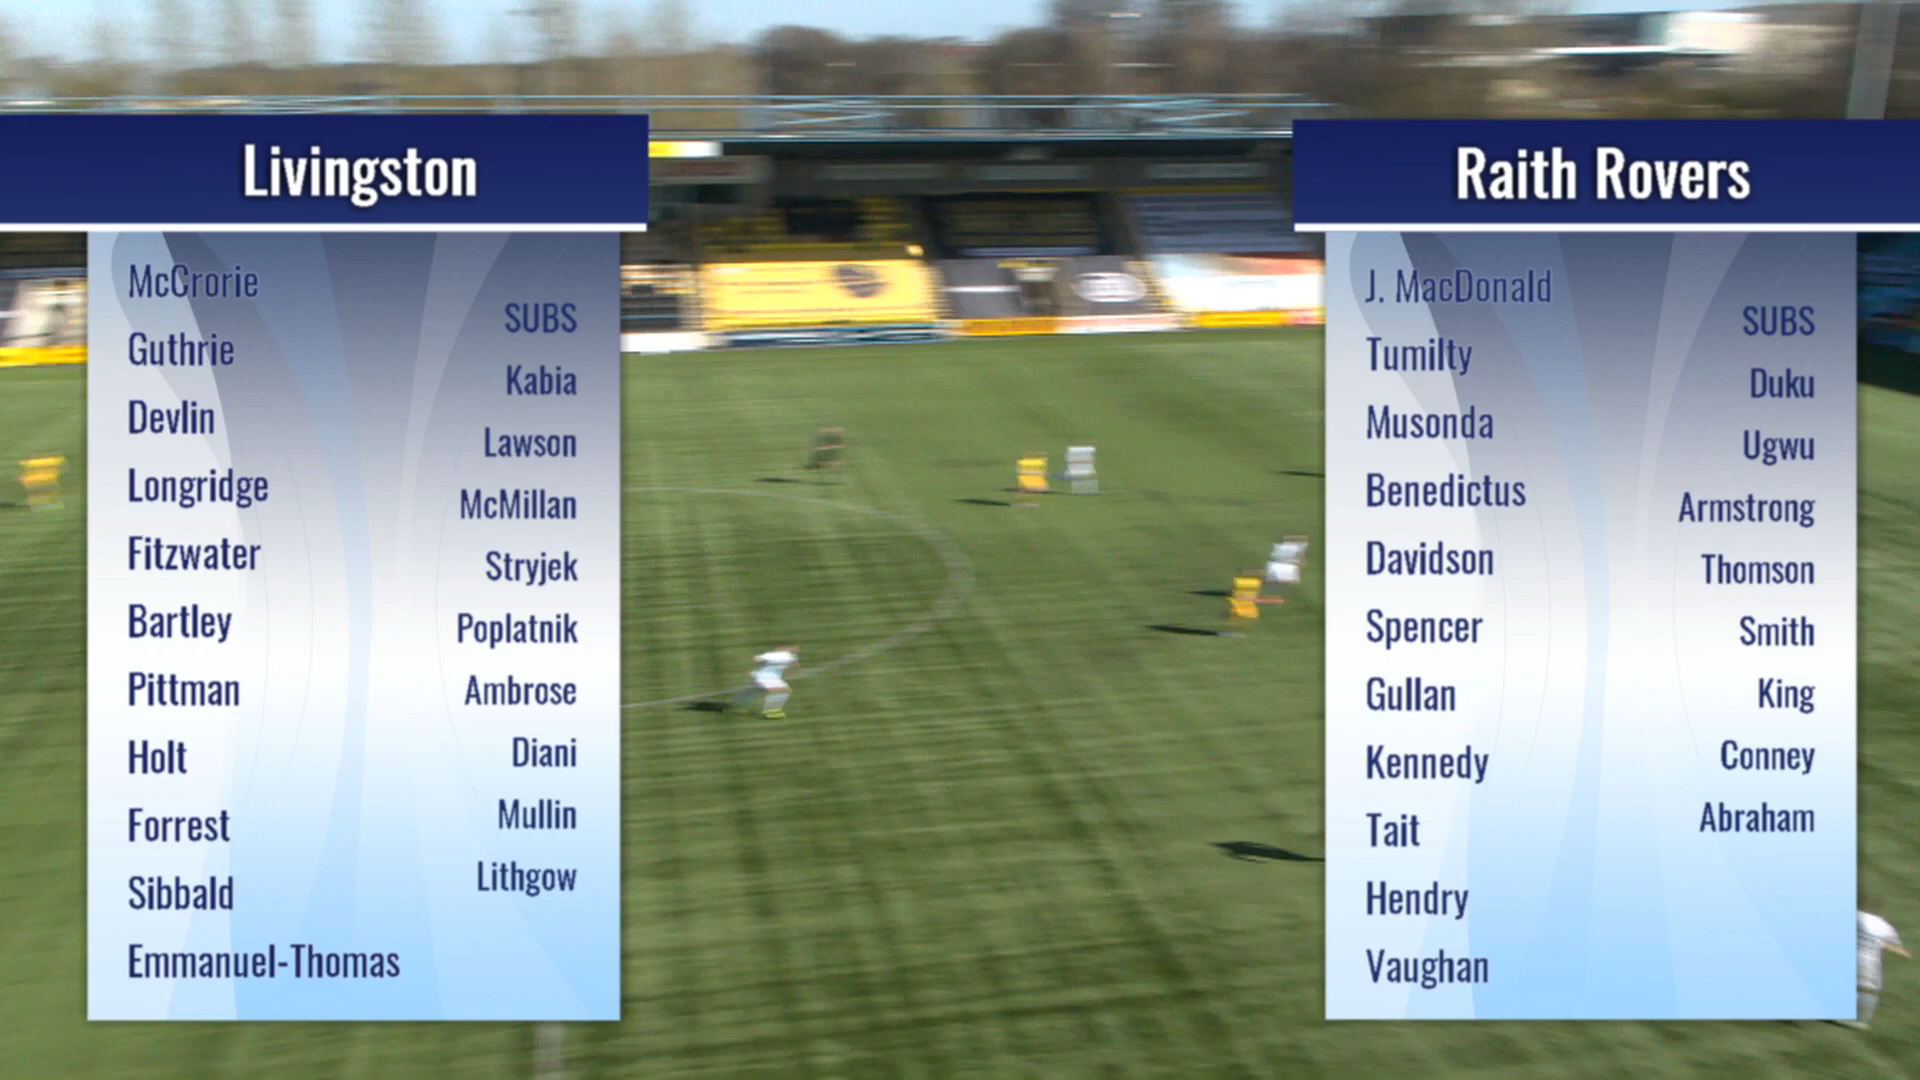 Livingston
McCrorie
Guthrie
Devlin
Longridge
Fitzwater
Bartley
Pittman
Holt
Forrest
Sibbald
Emmanuel-Thomas
SUBS
Kabia
Lawson
McMillan
Stryjek
Poplatnik
Ambrose
Diani
Mullin
Lithgow
Raith Rovers
J. MacDonald
Tumilty
Musonda
Benedictus
Davidson
Spencer
Gullan
Kennedy
Tait
Hendry
Vaughan
SUBS
Duku
Ugwu
Armstrong
Thomson
Smith
King
Conney
Abraham